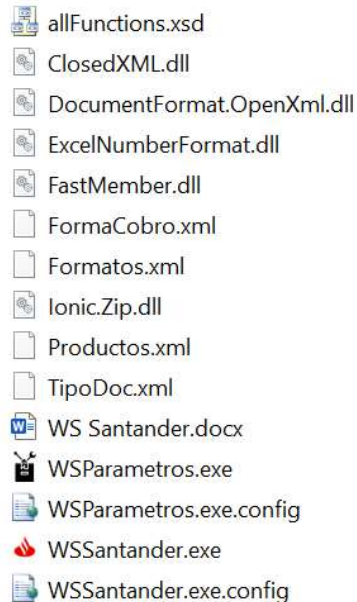 allFunctions.xsd
ClosedXML.dll
DocumentFormat.OpenXml.dll
ExcelNumberFormat.dll
FastMember.dll
FormaCobro.xml
Formatos.xml
Ionic.Zip.dll
Productos.xml
TipoDoc.xml
WS Santander.docx
WSParametros.exe
WSParametros.exe.config
WSSantander.exe
WSSantander.exe.config